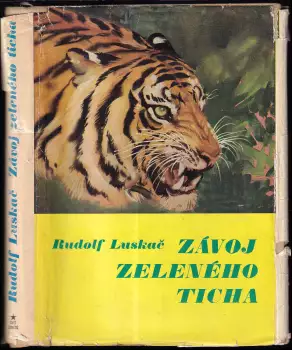 Rudolf Luskač Závoj zeleného ticha
Rudolf Luskač ZÁVOJ
ZELENÉHO
TICHA